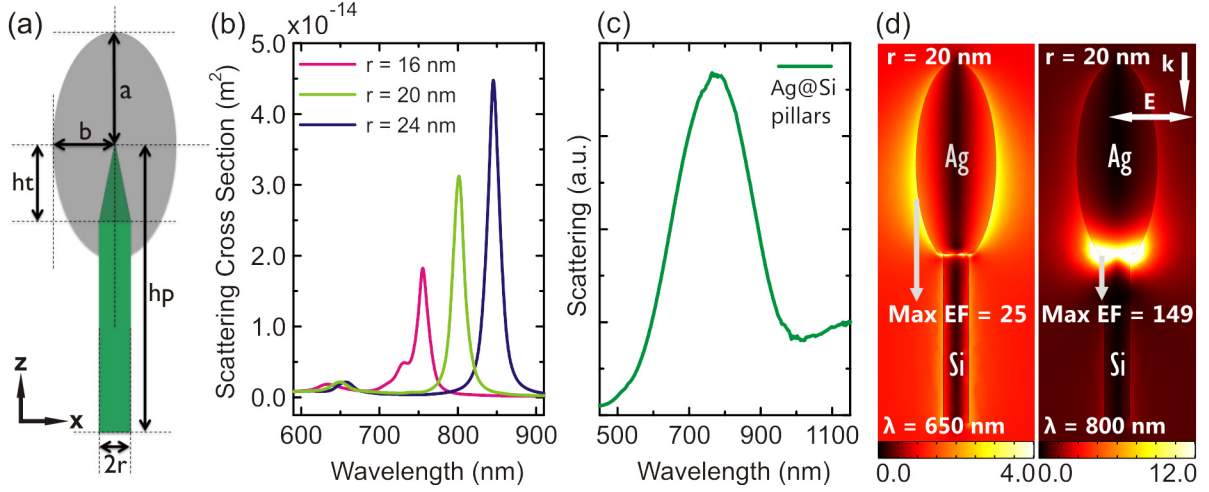 (a)
a
b
ht
hp
z
x
2r
(b)
×10⁻¹⁴
5.0
4.0
3.0
2.0
1.0
0.0
Scattering Cross Section (m²)
r = 16 nm
r = 20 nm
r = 24 nm
600 700 800 900
Wavelength (nm)
(c)
Scattering (a.u.)
Ag@Si
pillars
500 700 900 1100
Wavelength (nm)
(d)
r = 20 nm
Ag
Max EF = 25
Si
λ = 650 nm
0.0 4.0
r = 20 nm
k
E
Ag
Max EF = 149
Si
λ = 800 nm
0.0 12.0